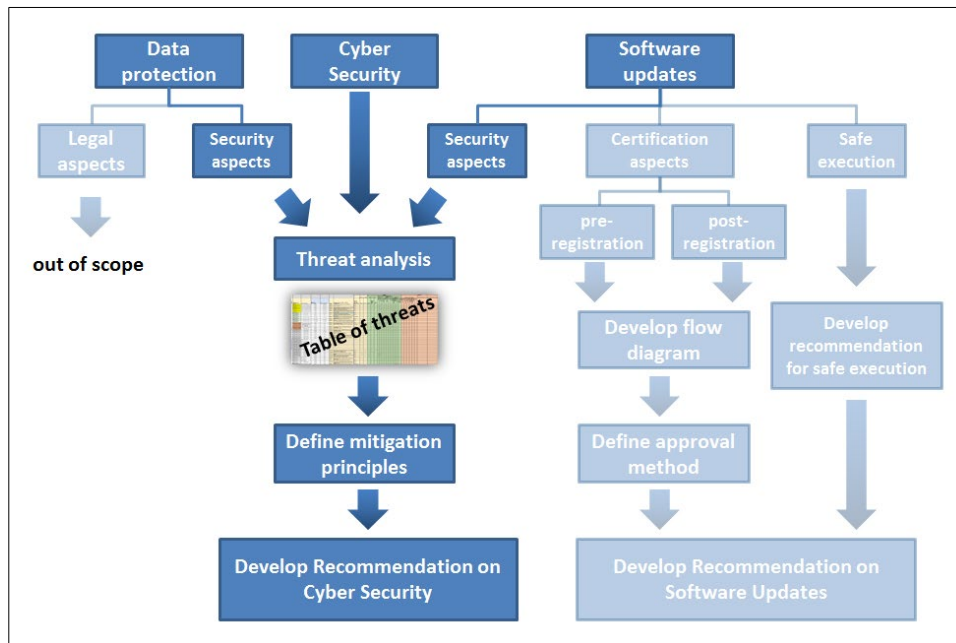 Data
protection
Cyber
Security
Software
updates
Legal
aspects
Security
aspects
Security
aspects
Certification
aspects
Safe
execution
pre-
registration
post-
registration
out of scope
Threat analysis
Table of threats
Develop flow
diagram
Develop
recommendation
for safe execution
Define mitigation
principles
Define approval
method
Develop Recommendation on
Cyber Security
Develop Recommendation on
Software Updates